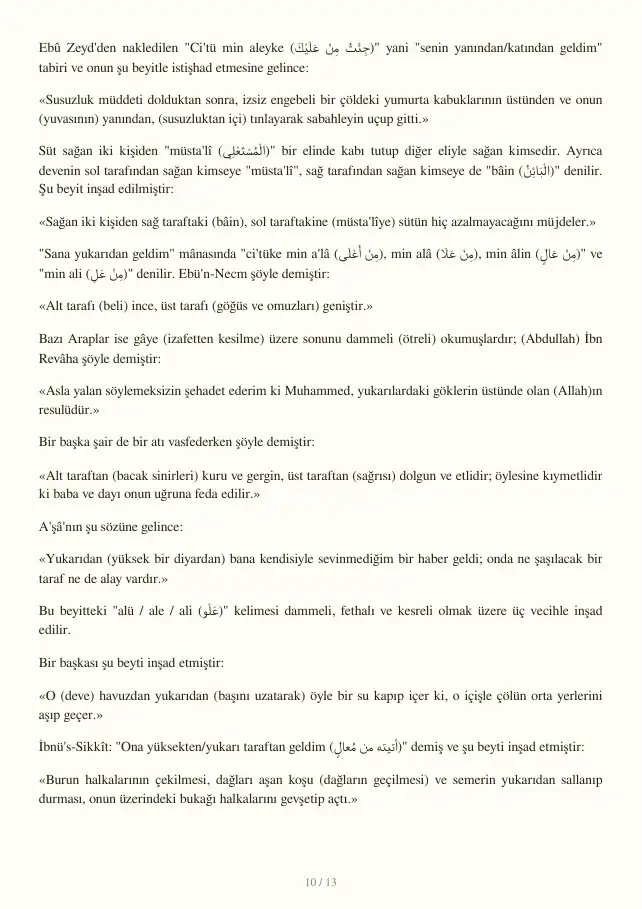 Ebû Zeyd'den nakledilen "Ci'tü min aleyke (جِئْتُ مِنْ عَلَيْكَ)" yani "senin yanından/katından geldim"
tabiri ve onun şu beyitle istişhad etmesine gelince:
«Susuzluk müddeti dolduktan sonra, izsiz engebeli bir çöldeki yumurta kabuklarının üstünden ve onun
(yuvasının) yanından, (susuzluktan içi) tınlayarak sabahleyin uçup gitti.»
Süt sağan iki kişiden "müsta'lî (الْمُسْتَعْلِى)" bir elinde kabı tutup diğer eliyle sağan kimsedir. Ayrıca
devenin sol tarafından sağan kimseye "müsta'lî", sağ tarafından sağan kimseye de "bâin (الْبَائِنُ)" denilir.
Şu beyit inşad edilmiştir:
«Sağan iki kişiden sağ taraftaki (bâin), sol taraftakine (müsta'lîye) sütün hiç azalmayacağını müjdeler.»
"Sana yukarıdan geldim" mânasında "ci'tüke min a'lâ (مِنْ أَعْلَى), min alâ (مِنْ عَلَا), min âlin (مِنْ عَالٍ)" ve
"min ali (مِنْ عَلِ)" denilir. Ebü'n-Necm şöyle demiştir:
«Alt tarafı (beli) ince, üst tarafı (göğüs ve omuzları) geniştir.»
Bazı Araplar ise gâye (izafetten kesilme) üzere sonunu dammeli (ötreli) okumuşlardır; (Abdullah) İbn
Revâha şöyle demiştir:
«Asla yalan söylemeksizin şehadet ederim ki Muhammed, yukarılardaki göklerin üstünde olan (Allah)ın
resulüdür.»
Bir başka şair de bir atı vasfederken şöyle demiştir:
«Alt taraftan (bacak sinirleri) kuru ve gergin, üst taraftan (sağrısı) dolgun ve etlidir; öylesine kıymetlidir
ki baba ve dayı onun uğruna feda edilir.»
A'şâ'nın şu sözüne gelince:
«Yukarıdan (yüksek bir diyardan) bana kendisiyle sevinmediğim bir haber geldi; onda ne şaşılacak bir
taraf ne de alay vardır.»
Bu beyitteki "alü / ale / ali (عَلْو)" kelimesi dammeli, fethalı ve kesreli olmak üzere üç vecihle inşad
edilir.
Bir başkası şu beyti inşad etmiştir:
«O (deve) havuzdan yukarıdan (başını uzatarak) öyle bir su kapıp içer ki, o içişle çölün orta yerlerini
aşıp geçer.»
İbnü's-Sikkît: "Ona yüksekten/yukarı taraftan geldim (أتيته من مُعالٍ)" demiş ve şu beyti inşad etmiştir:
«Burun halkalarının çekilmesi, dağları aşan koşu (dağların geçilmesi) ve semerin yukarıdan sallanıp
durması, onun üzerindeki bukağı halkalarını gevşetip açtı.»
10 / 13